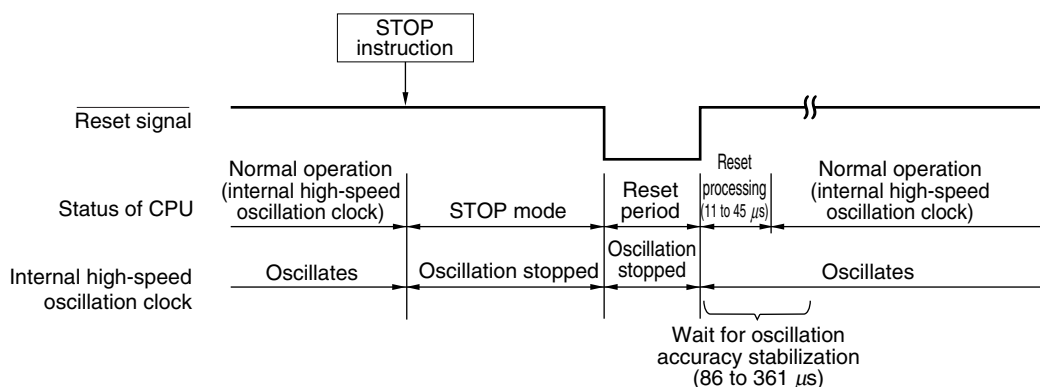 STOP
instruction
Reset signal
Status of CPU
Normal operation
(internal high-speed
oscillation clock)
STOP mode
Reset
period
Reset
processing
(11 to 45 μs)
Normal operation
(internal high-speed
oscillation clock)
Internal high-speed
oscillation clock
Oscillates
Oscillation stopped
Oscillation
stopped
Oscillates
Wait for oscillation
accuracy stabilization
(86 to 361 μs)